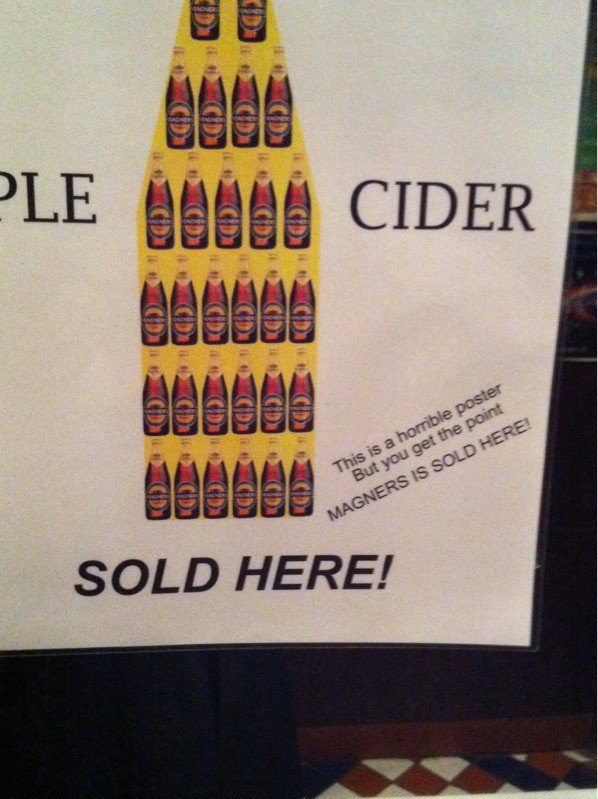 PLE CIDER
This is a horrible poster
But you get the point
MAGNERS IS SOLD HERE!
SOLD HERE!